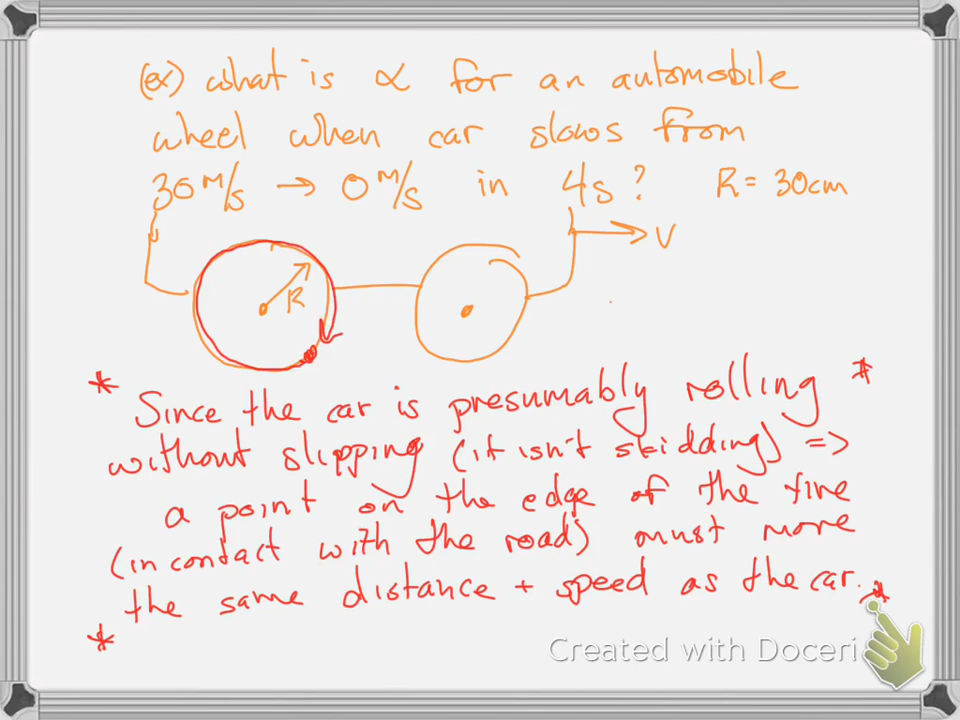 (ex) what is α for an automobile
wheel when car slows from
30 m/s → 0 m/s in 4s? R = 30cm
V
R
* Since the car is presumably rolling *
without slipping (it isn't skidding) =>
a point on the edge of the tire
(in contact with the road) must move
the same distance + speed as the car. *
*
Created with Doceri